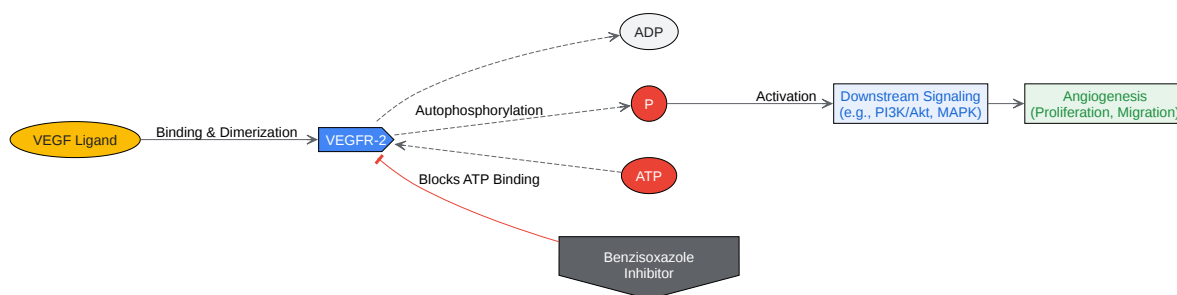 ADP
Autophosphorylation
P
Activation
Downstream Signaling
(e.g., PI3K/Akt, MAPK)
Angiogenesis
(Proliferation, Migration)
VEGF Ligand
Binding & Dimerization
VEGFR-2
ATP
Blocks ATP Binding
Benzisoxazole
Inhibitor